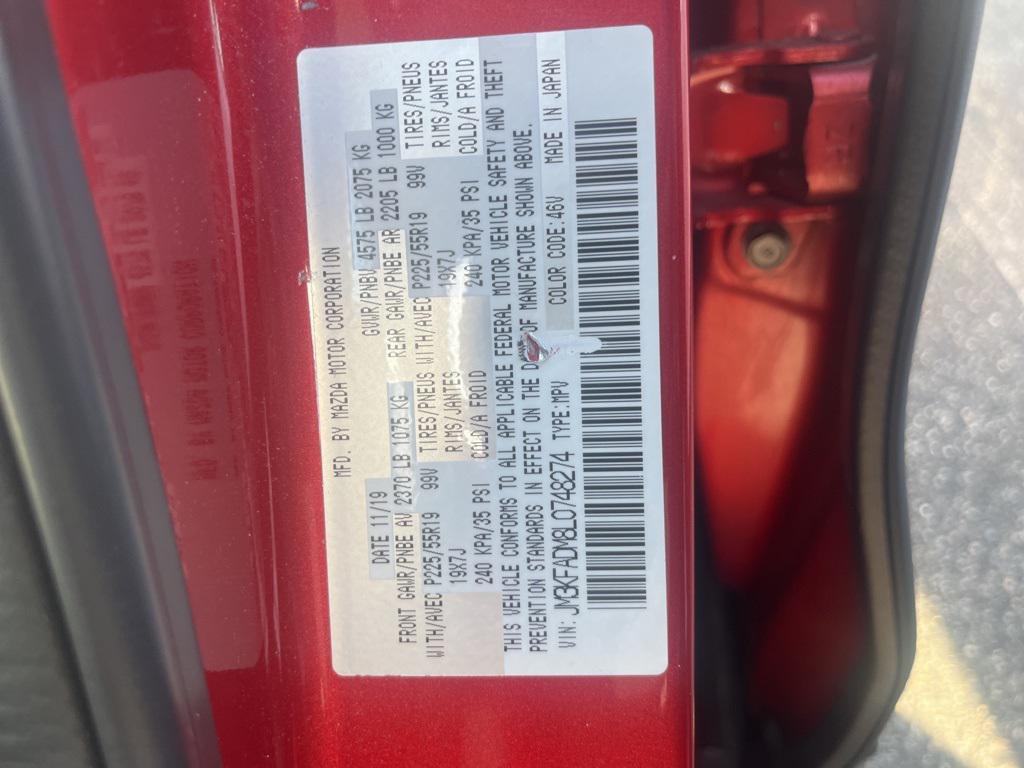 MFD. BY MAZDA MOTOR CORPORATION
DATE 11/19 GVWR/PNBV 4575 LB 2075 KG
FRONT GAWR/PNBE AV 2370 LB 1075 KG REAR GAWR/PNBE AR 2205 LB 1000 KG
WITH/AVEC P225/55R19 99V TIRES/PNEUS WITH/AVEC P225/55R19 99V TIRES/PNEUS
19X7J RIMS/JANTES 19X7J RIMS/JANTES
240 KPA/35 PSI COLD/A FROID 240 KPA/35 PSI COLD/A FROID
THIS VEHICLE CONFORMS TO ALL APPLICABLE FEDERAL MOTOR VEHICLE SAFETY AND THEFT
PREVENTION STANDARDS IN EFFECT ON THE OF MANUFACTURE SHOWN ABOVE.
VIN: JM3KFADM8L0748274 TYPE:MPV COLOR CODE:46V MADE IN JAPAN